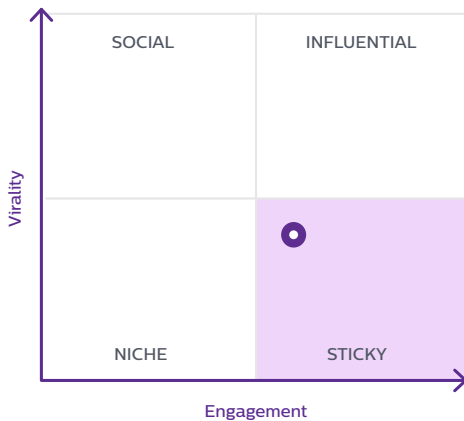 SOCIAL
INFLUENTIAL
Virality
NICHE
STICKY
Engagement